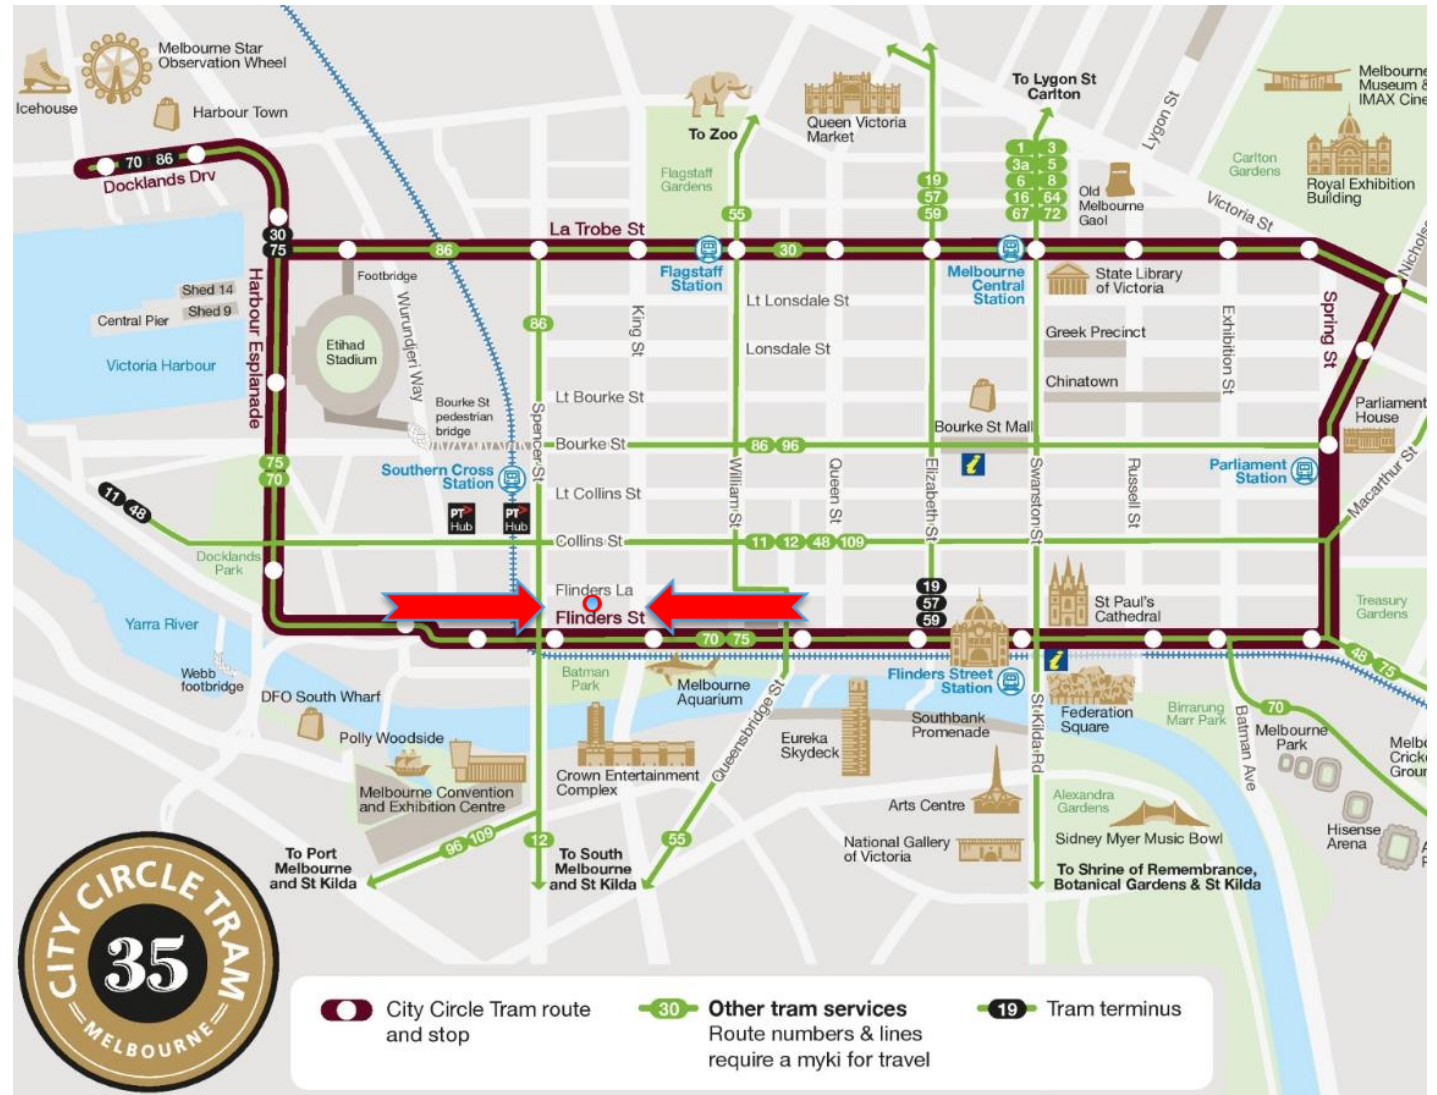 Melbourne Star
Observation Wheel
Icehouse
Harbour Town
70 86
Docklands Drv
30
75
To Zoo
Flagstaff
Gardens
Queen Victoria
Market
To Lygon St
Carlton
Lygon St
1 3
3a 5
6 8
16 64
67 72
19
57
59
55
Old
Melbourne
Gaol
Melbourne
Museum &
IMAX Cine
Carlton
Gardens
Royal Exhibition
Building
Victoria St
La Trobe St
86
30
Flagstaff
Station
Melbourne
Central
Station
State Library
of Victoria
Footbridge
Wurundjeri Way
Harbour Esplanade
Shed 14
Shed 9
Central Pier
Victoria Harbour
Etihad
Stadium
86
King St
Lt Lonsdale St
Lonsdale St
Greek Precinct
Chinatown
Exhibition St
Spring St
Lt Bourke St
Bourke St
pedestrian
bridge
Bourke St
86 96
Bourke St Mall
Parliament
House
Southern Cross
Station
Spencer St
William St
Queen St
Elizabeth St
Swanston St
Russell St
Parliament
Station
Macarthur St
75
70
11 48
PT>
Hub
PT>
Hub
Lt Collins St
Collins St
11 12 48 109
Docklands
Park
Flinders La
Flinders St
19
57
59
St Paul's
Cathedral
Treasury
Gardens
Yarra River
70 75
48 75
Webb
footbridge
Batman
Park
Melbourne
Aquarium
Flinders Street
Station
Federation
Square
Birrarung
Marr Park
Batman Ave
70
Melbourne
Park
DFO South Wharf
Polly Woodside
Queensbridge St
Eureka
Skydeck
Southbank
Promenade
St Kilda Rd
Melbourne Convention
and Exhibition Centre
Crown Entertainment
Complex
Arts Centre
Alexandra
Gardens
Sidney Myer Music Bowl
Hisense
Arena
96 109
12
55
National Gallery
of Victoria
To Port
Melbourne
and St Kilda
To South
Melbourne
and St Kilda
To Shrine of Remembrance,
Botanical Gardens & St Kilda
CITY CIRCLE TRAM
35
MELBOURNE
City Circle Tram route
and stop
30
Other tram services
Route numbers & lines
require a myki for travel
19
Tram terminus